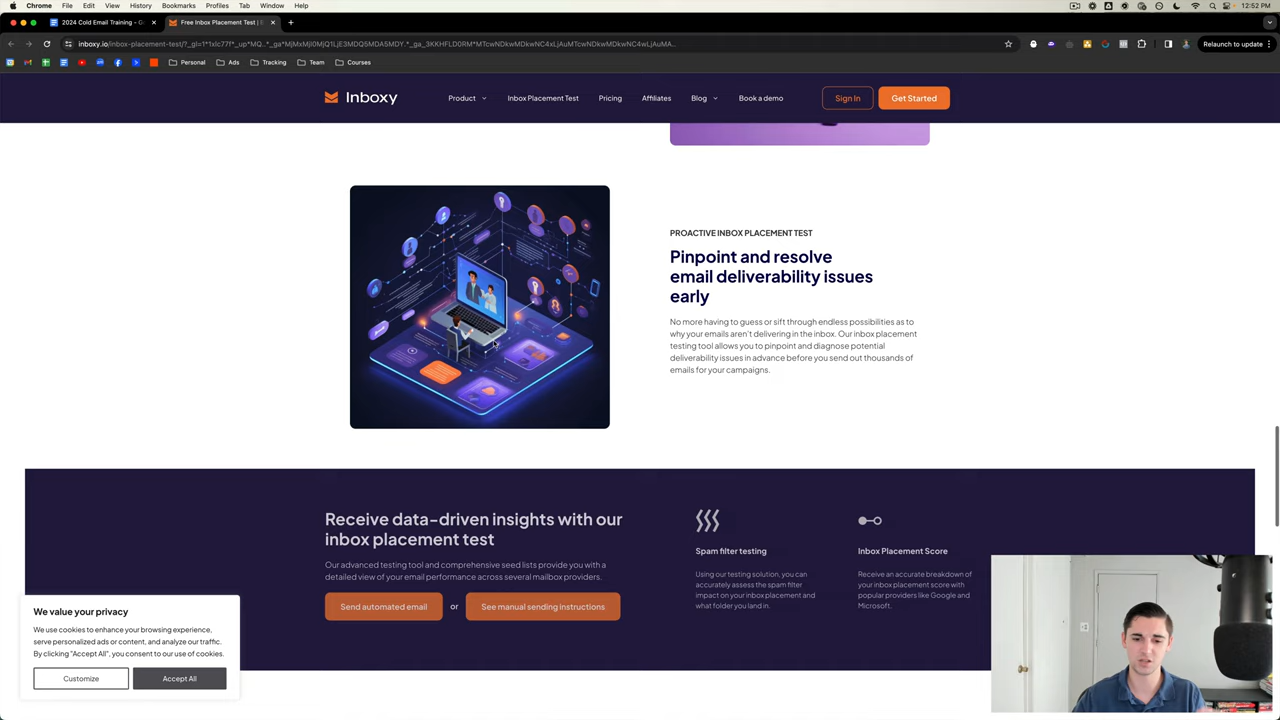 Chrome File Edit View History Bookmarks Profiles Tab Window Help
12:52 PM
2024 Cold Email Training - G
Free Inbox Placement Test |
Relaunch to update
Personal Ads Tracking Team Courses
Inboxy
Product Inbox Placement Test Pricing Affiliates Blog Book a demo Sign In Get Started
PROACTIVE INBOX PLACEMENT TEST
Pinpoint and resolve
email deliverability issues
early
No more having to guess or sift through endless possibilities as to
why your emails aren't delivering in the inbox. Our inbox placement
testing tool allows you to pinpoint and diagnose potential
deliverability issues in advance before you send out thousands of
emails for your campaigns.
Receive data-driven insights with our
inbox placement test
Our advanced testing tool and comprehensive seed lists provide you with a
detailed view of your email performance across several mailbox providers.
Send automated email or See manual sending instructions
Spam filter testing
Using our testing solution, you can
accurately assess the spam filter
impact on your inbox placement and
what folder you land in.
Inbox Placement Score
Receive an accurate breakdown of
your inbox placement score with
popular providers like Google and
Microsoft.
We value your privacy
We use cookies to enhance your browsing experience,
serve personalized ads or content, and analyze our traffic.
By clicking "Accept All", you consent to our use of cookies.
Customize Accept All